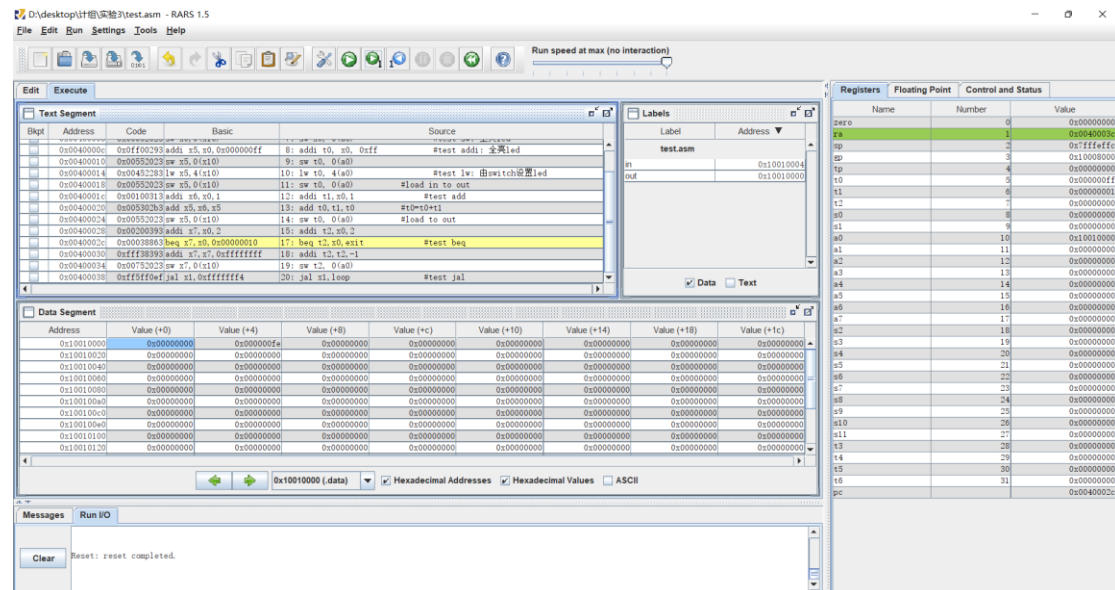 D:\desktop\计组\实验3\test.asm - RARS 1.5
File Edit Run Settings Tools Help
Run speed at max (no interaction)
Edit Execute
Text Segment
Bkpt Address Code Basic Source
0x0040000c 0x0ff00293 addi x5,x0,0x000000ff 8: addi t0, x0, 0xff #test addi: 全亮led
0x00400010 0x00552023 sw x5,0(x10) 9: sw t0, 0(a0)
0x00400014 0x00452283 lw x5,4(x10) 10: lw t0, 4(a0) #test lw: 由switch设置led
0x00400018 0x00552023 sw x5,0(x10) 11: sw t0, 0(a0) #load in to out
0x0040001c 0x00100313 addi x6,x0,1 12: addi t1,x0,1 #test add
0x00400020 0x005302b3 add x5,x6,x5 13: add t0,t1,t0 #t0=t0+t1
0x00400024 0x00552023 sw x5,0(x10) 14: sw t0, 0(a0) #load to out
0x00400028 0x00200393 addi x7,x0,2 15: addi t2,x0,2
0x0040002c 0x00038863 beq x7,x0,0x00000010 17: beq t2,x0,exit #test beq
0x00400030 0xfff38393 addi x7,x7,0xffffffff 18: addi t2,t2,-1
0x00400034 0x00752023 sw x7,0(x10) 19: sw t2, 0(a0)
0x00400038 0xff5ff0ef jal x1,0xfffffff4 20: jal x1,loop #test jal
Labels
Label Address ▼
test.asm
in 0x10010004
out 0x10010000
Data Text
Data Segment
Address Value (+0) Value (+4) Value (+8) Value (+c) Value (+10) Value (+14) Value (+18) Value (+1c)
0x10010000 0x00000000 0x000000fe 0x00000000 0x00000000 0x00000000 0x00000000 0x00000000 0x00000000
0x10010020 0x00000000 0x00000000 0x00000000 0x00000000 0x00000000 0x00000000 0x00000000 0x00000000
0x10010040 0x00000000 0x00000000 0x00000000 0x00000000 0x00000000 0x00000000 0x00000000 0x00000000
0x10010060 0x00000000 0x00000000 0x00000000 0x00000000 0x00000000 0x00000000 0x00000000 0x00000000
0x10010080 0x00000000 0x00000000 0x00000000 0x00000000 0x00000000 0x00000000 0x00000000 0x00000000
0x100100a0 0x00000000 0x00000000 0x00000000 0x00000000 0x00000000 0x00000000 0x00000000 0x00000000
0x100100c0 0x00000000 0x00000000 0x00000000 0x00000000 0x00000000 0x00000000 0x00000000 0x00000000
0x100100e0 0x00000000 0x00000000 0x00000000 0x00000000 0x00000000 0x00000000 0x00000000 0x00000000
0x10010100 0x00000000 0x00000000 0x00000000 0x00000000 0x00000000 0x00000000 0x00000000 0x00000000
0x10010120 0x00000000 0x00000000 0x00000000 0x00000000 0x00000000 0x00000000 0x00000000 0x00000000
0x10010000 (.data) Hexadecimal Addresses Hexadecimal Values ASCII
Messages Run I/O
Clear
Reset: reset completed.
Registers Floating Point Control and Status
Name Number Value
zero 0 0x00000000
ra 1 0x0040003c
sp 2 0x7fffeffc
gp 3 0x10008000
tp 4 0x00000000
t0 5 0x000000ff
t1 6 0x00000001
t2 7 0x00000000
s0 8 0x00000000
s1 9 0x00000000
a0 10 0x10010000
a1 11 0x00000000
a2 12 0x00000000
a3 13 0x00000000
a4 14 0x00000000
a5 15 0x00000000
a6 16 0x00000000
a7 17 0x00000000
s2 18 0x00000000
s3 19 0x00000000
s4 20 0x00000000
s5 21 0x00000000
s6 22 0x00000000
s7 23 0x00000000
s8 24 0x00000000
s9 25 0x00000000
s10 26 0x00000000
s11 27 0x00000000
t3 28 0x00000000
t4 29 0x00000000
t5 30 0x00000000
t6 31 0x00000000
pc 0x0040002c